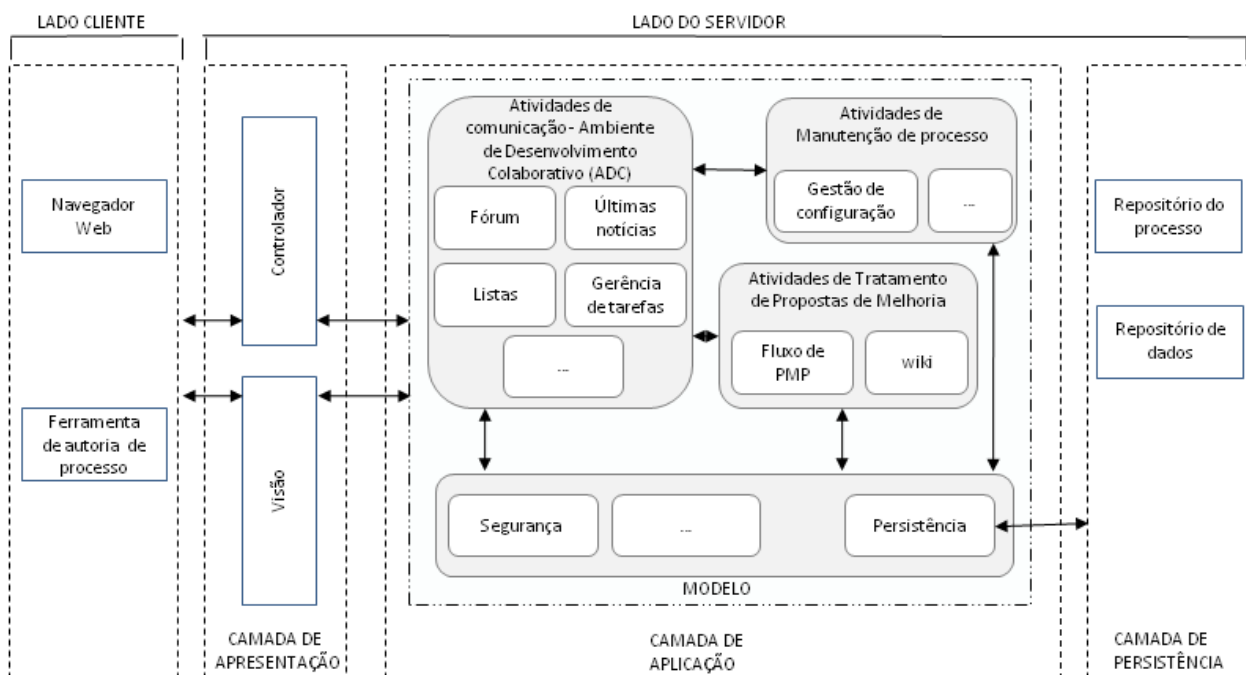 LADO CLIENTE
LADO DO SERVIDOR
Navegador
Web
Ferramenta
de autoria de
processo
Controlador
Visão
CAMADA DE
APRESENTAÇÃO
Atividades de
comunicação - Ambiente
de Desenvolvimento
Colaborativo (ADC)
Fórum
Últimas
notícias
Listas
Gerência
de tarefas
...
Atividades de
Manutenção de processo
Gestão de
configuração
...
Atividades de Tratamento
de Propostas de Melhoria
Fluxo de
PMP
wiki
Segurança
...
Persistência
MODELO
CAMADA DE
APLICAÇÃO
Repositório do
processo
Repositório de
dados
CAMADA DE
PERSISTÊNCIA